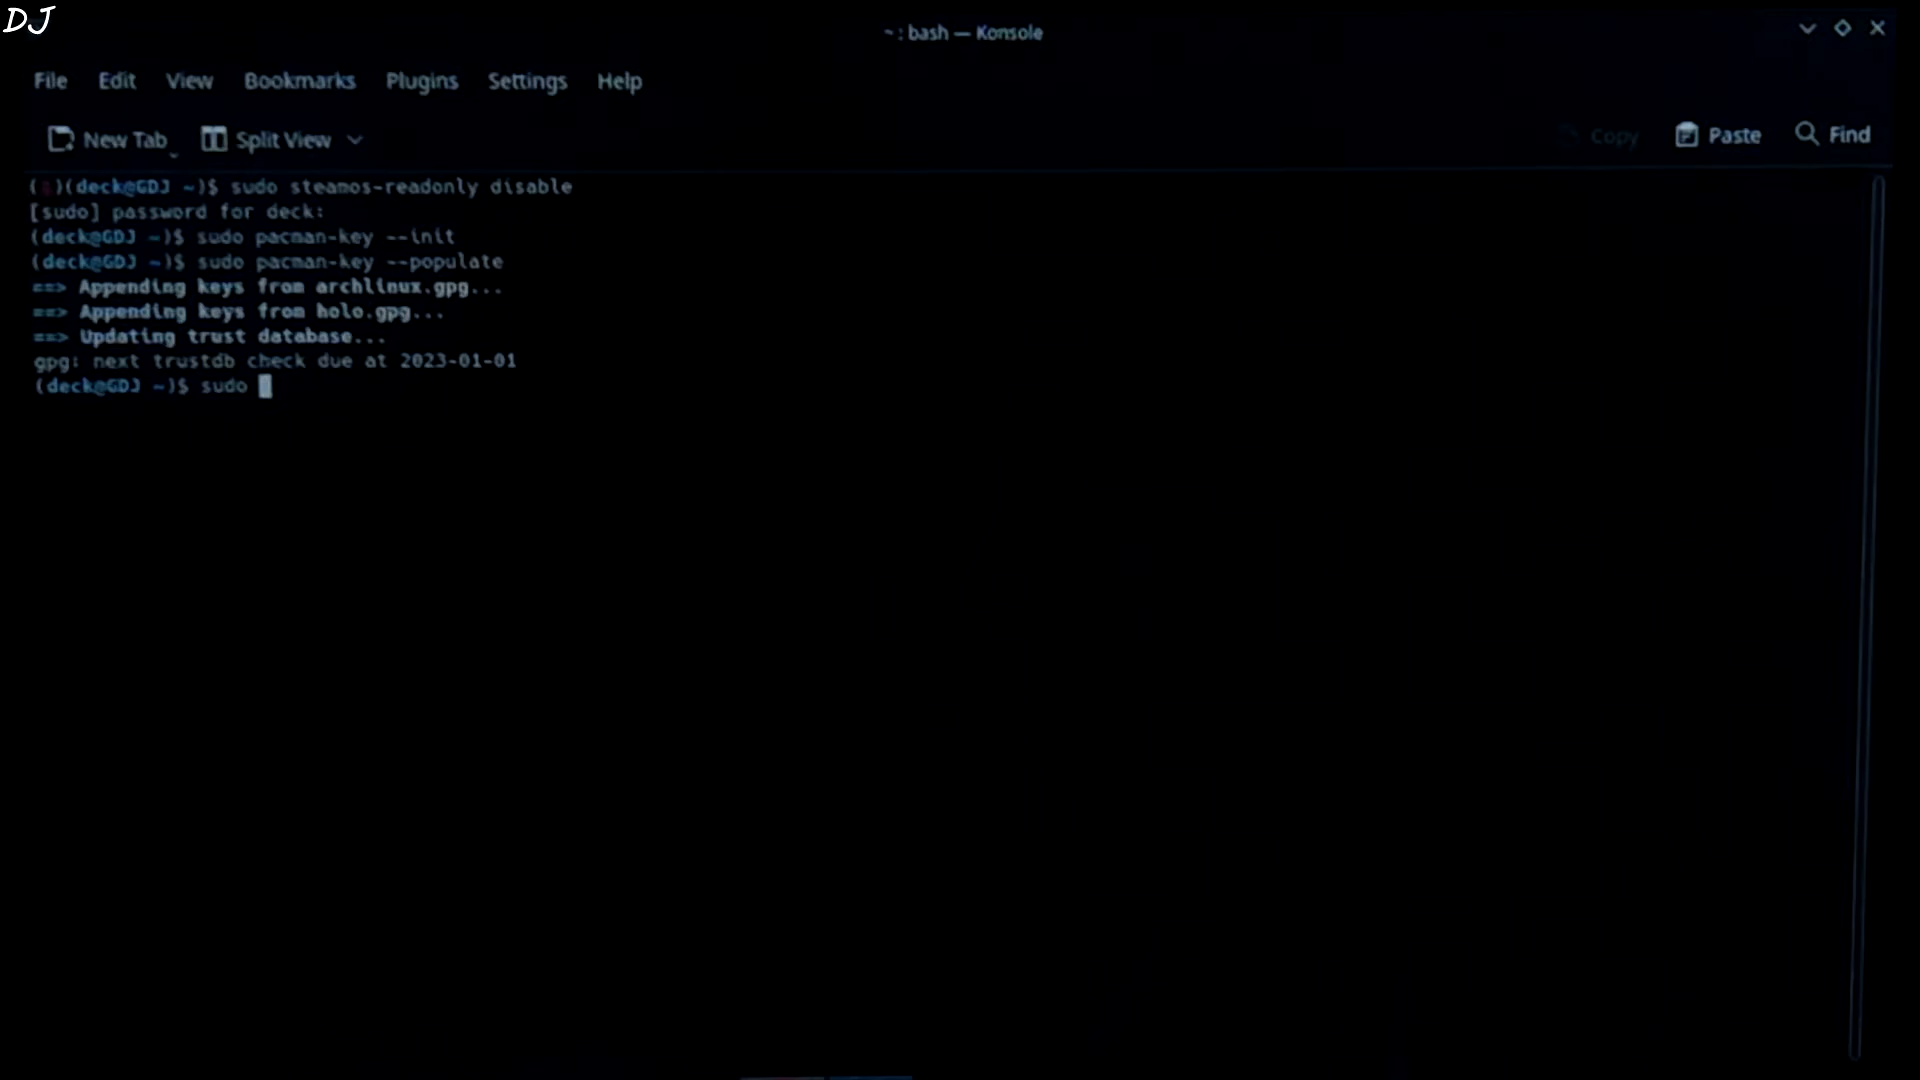 DJ
~ : bash — Konsole
File Edit View Bookmarks Plugins Settings Help
New Tab Split View Copy Paste Find
( )(deck@GDJ ~)$ sudo steamos-readonly disable
[sudo] password for deck:
(deck@GDJ ~)$ sudo pacman-key --init
(deck@GDJ ~)$ sudo pacman-key --populate
==> Appending keys from archlinux.gpg...
==> Appending keys from holo.gpg...
==> Updating trust database...
gpg: next trustdb check due at 2023-01-01
(deck@GDJ ~)$ sudo